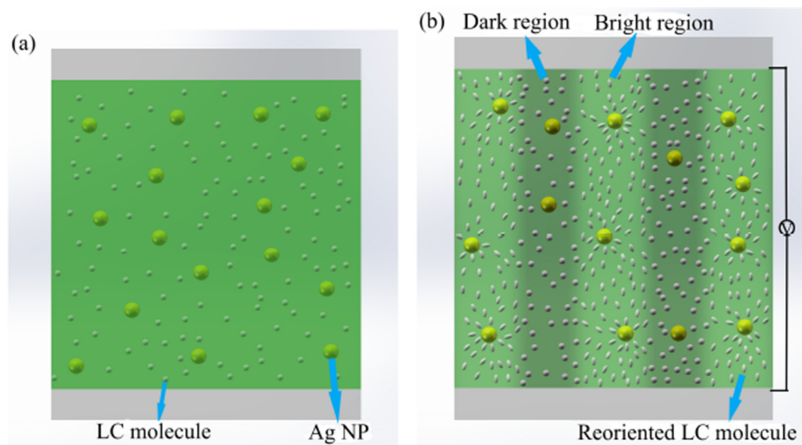 (a)
LC molecule
Ag NP
(b)
Dark region
Bright region
V
Reoriented LC molecule